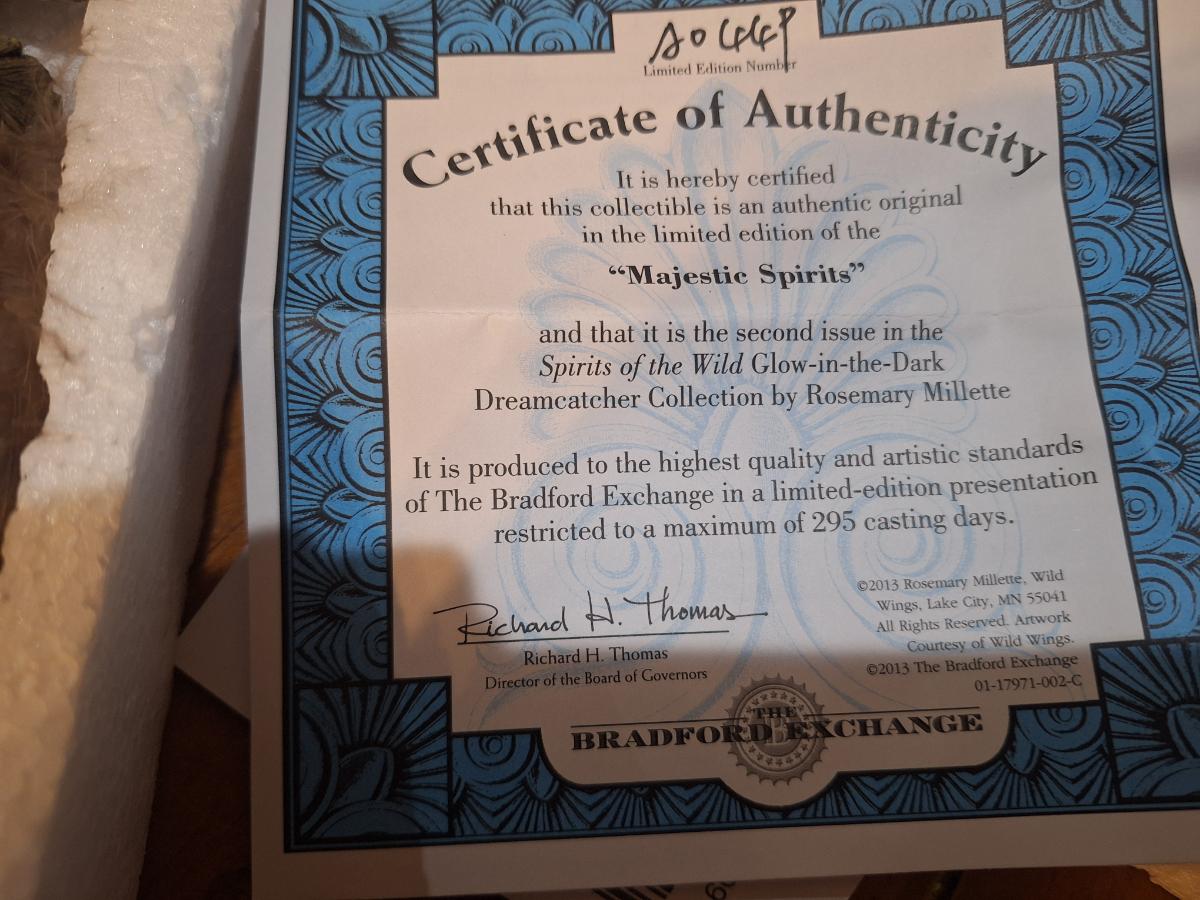 Limited Edition Number
Certificate of Authenticity
It is hereby certified
that this collectible is an authentic original
in the limited edition of the
“Majestic Spirits”
and that it is the second issue in the
Spirits of the Wild Glow-in-the-Dark
Dreamcatcher Collection by Rosemary Millette
It is produced to the highest quality and artistic standards
of The Bradford Exchange in a limited-edition presentation
restricted to a maximum of 295 casting days.
Richard H. Thomas
Richard H. Thomas
Director of the Board of Governors
©2013 Rosemary Millette, Wild
Wings, Lake City, MN 55041
All Rights Reserved. Artwork
Courtesy of Wild Wings.
©2013 The Bradford Exchange
01-17971-002-C
THE
BRADFORD EXCHANGE